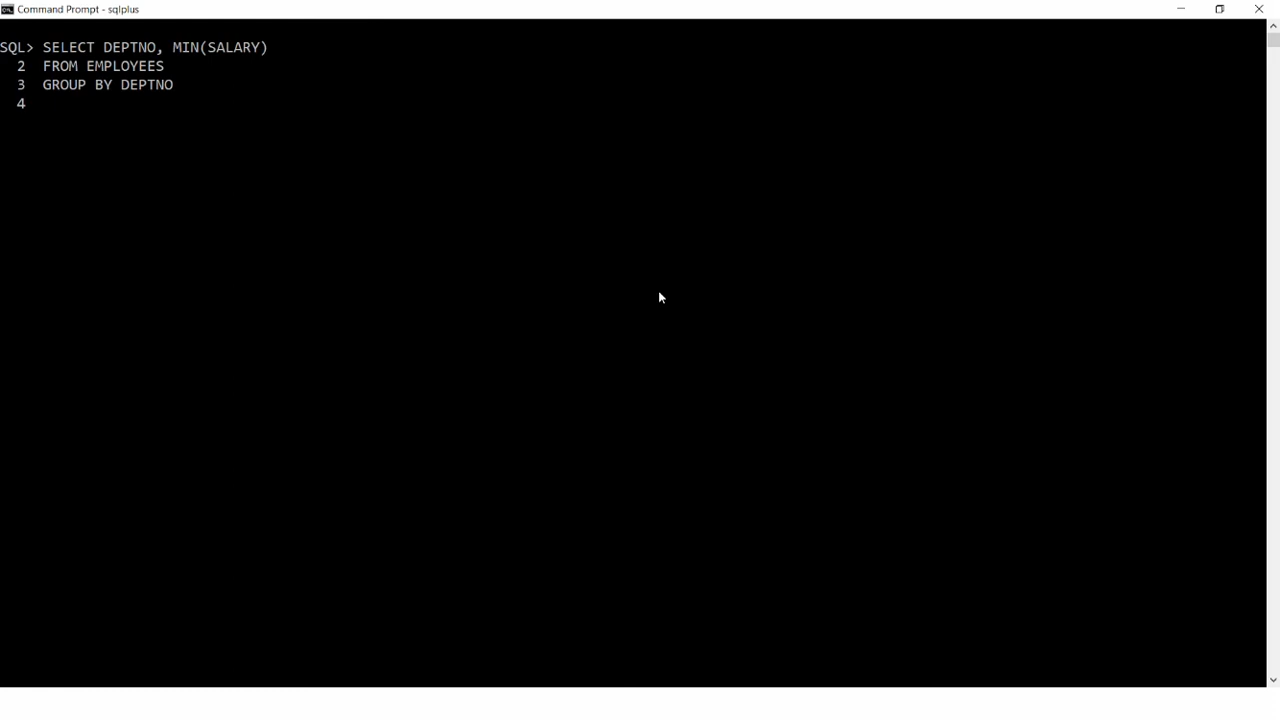 Command Prompt - sqlplus
SQL> SELECT DEPTNO, MIN(SALARY)
2 FROM EMPLOYEES
3 GROUP BY DEPTNO
4